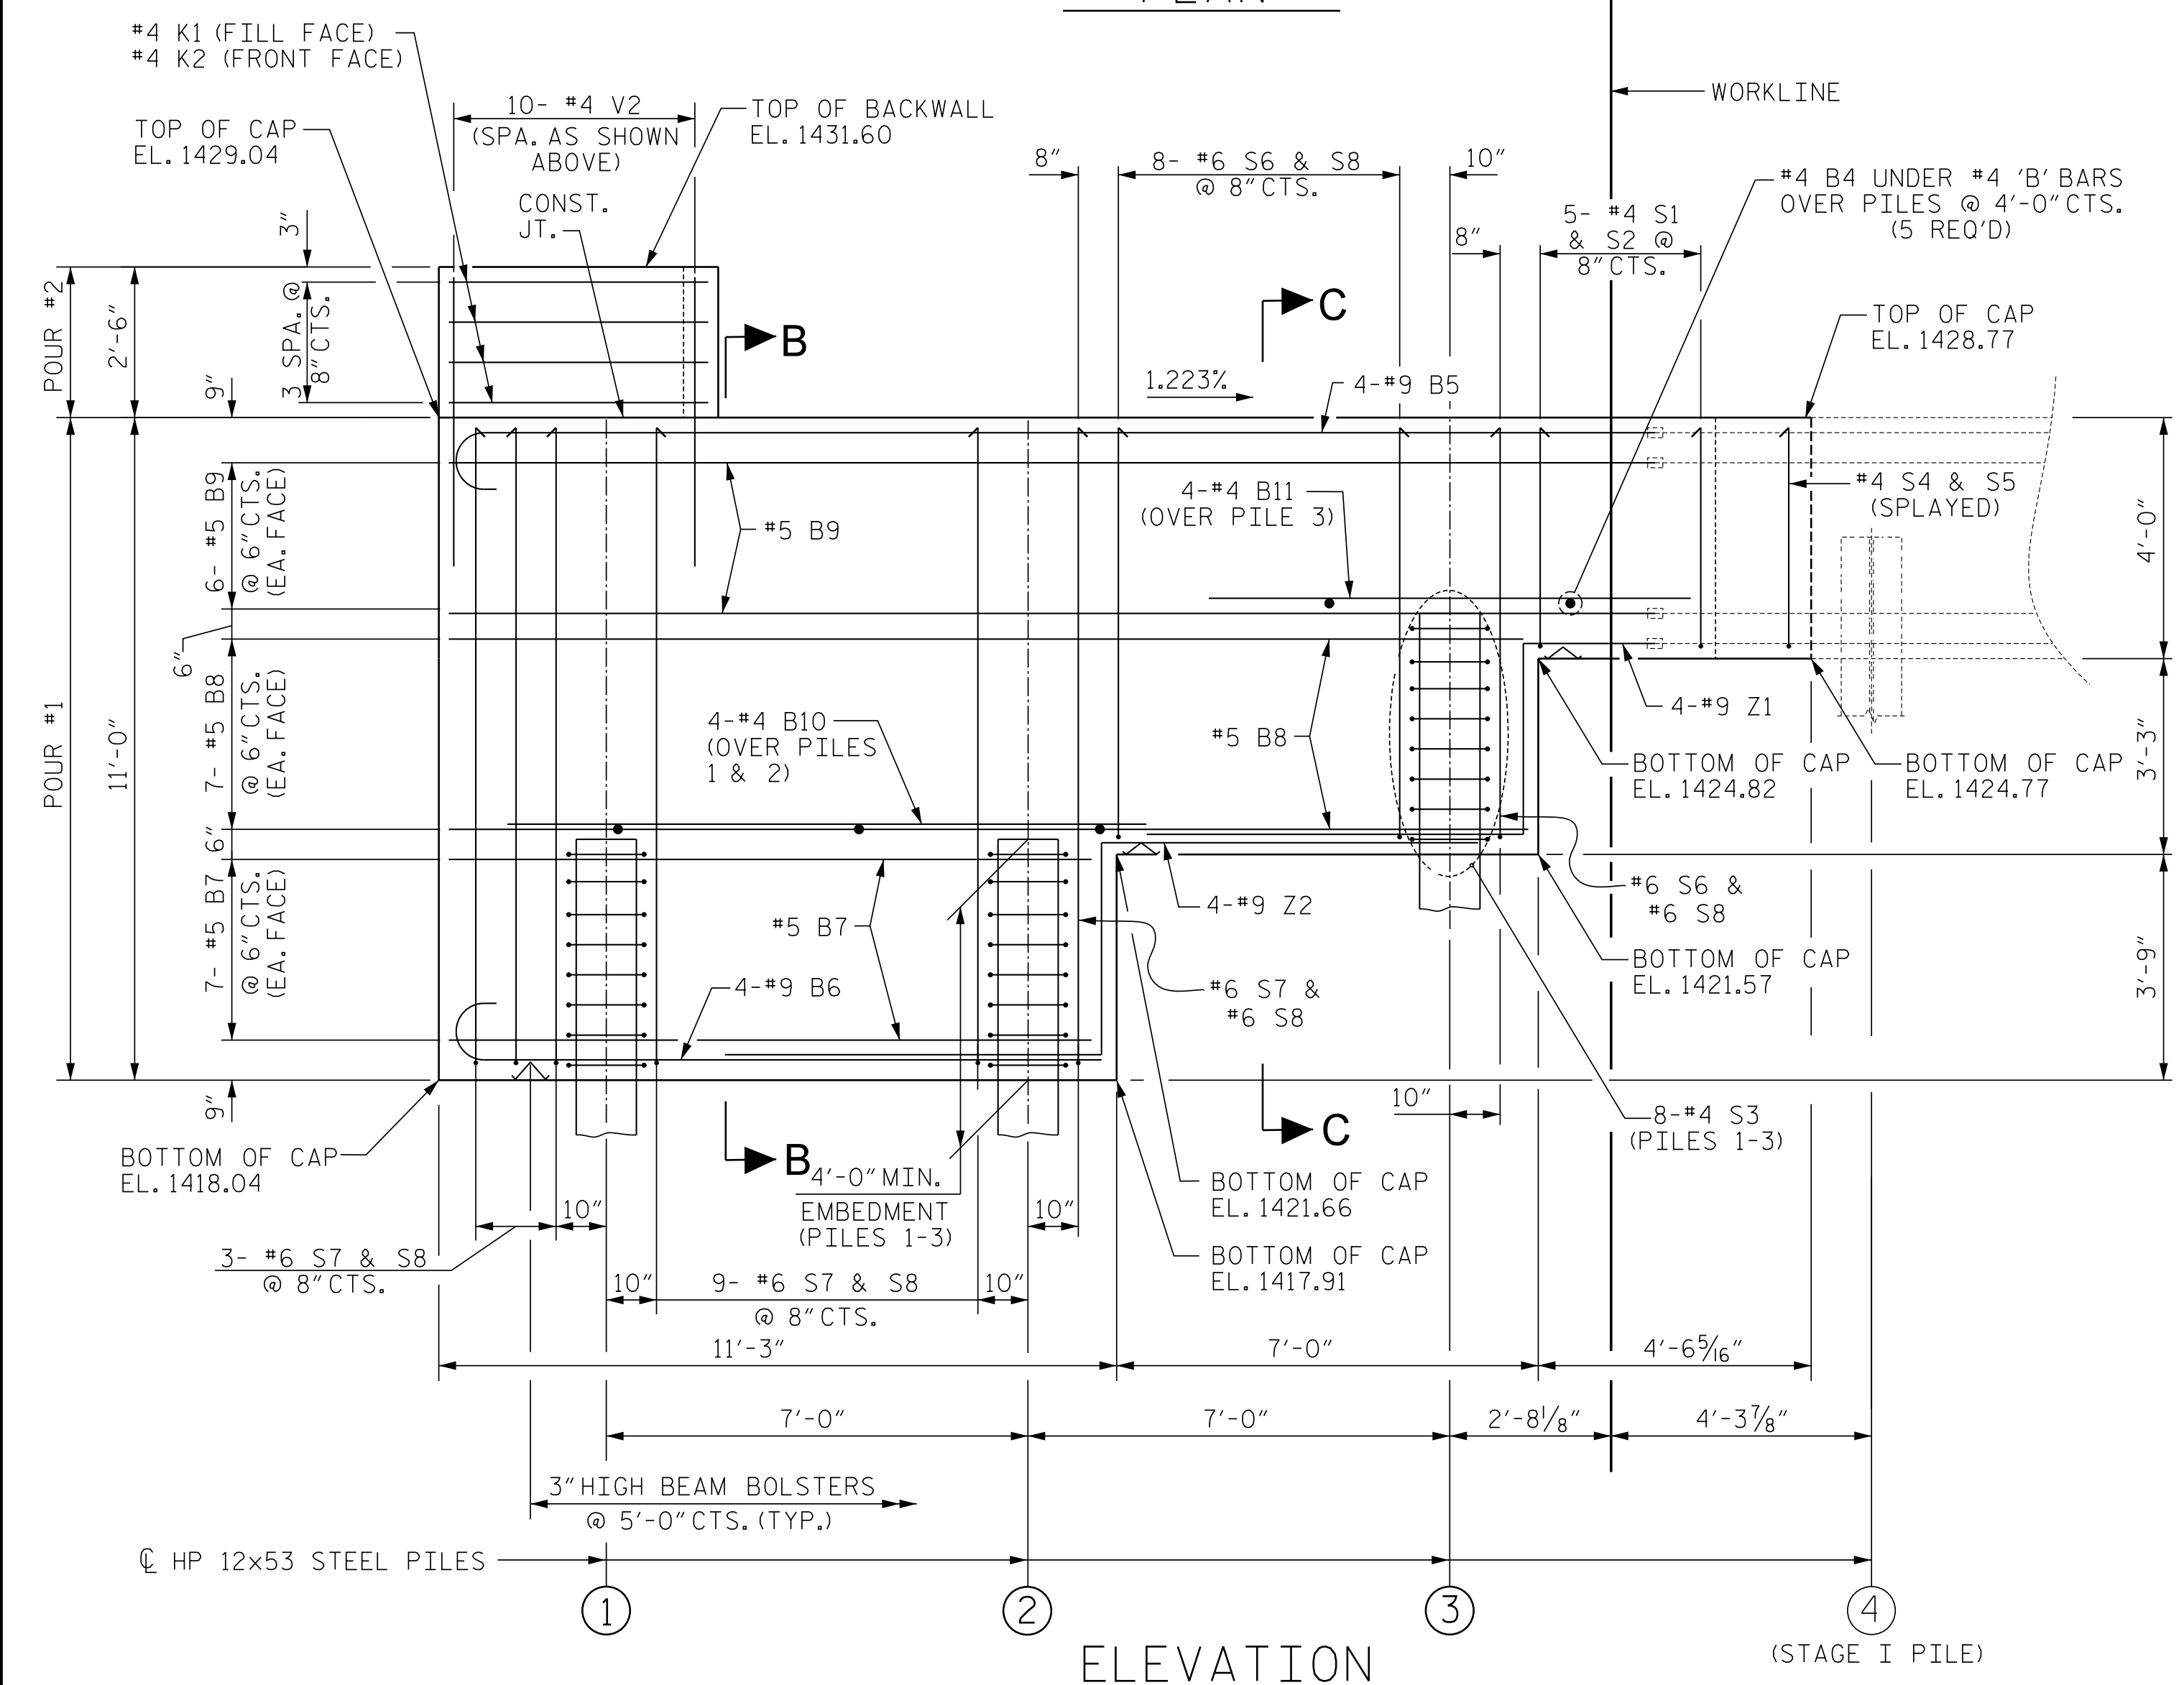 #4 K1 (FILL FACE)
#4 K2 (FRONT FACE)
TOP OF CAP
EL. 1429.04
10- #4 V2
(SPA. AS SHOWN
ABOVE)
CONST.
JT.
TOP OF BACKWALL
EL. 1431.60
8"
8- #6 S6 & S8
@ 8" CTS.
10"
8"
5- #4 S1
& S2 @
8" CTS.
WORKLINE
#4 B4 UNDER #4 'B' BARS
OVER PILES @ 4'-0" CTS.
(5 REQ'D)
TOP OF CAP
EL. 1428.77
POUR #2
2'-6"
3"
3 SPA. @
8" CTS.
9"
B
C
1.223%
4-#9 B5
#4 S4 & S5
(SPLAYED)
4'-0"
6- #5 B9
@ 6" CTS.
(EA. FACE)
#5 B9
4-#4 B11
(OVER PILE 3)
6"
POUR #1
11'-0"
7- #5 B8
@ 6" CTS.
(EA. FACE)
4-#4 B10
(OVER PILES
1 & 2)
#5 B8
4-#9 Z1
BOTTOM OF CAP
EL. 1424.82
BOTTOM OF CAP
EL. 1424.77
3'-3"
6"
7- #5 B7
@ 6" CTS.
(EA. FACE)
#5 B7
4-#9 Z2
#6 S6 &
#6 S8
4-#9 B6
#6 S7 &
#6 S8
BOTTOM OF CAP
EL. 1421.57
3'-9"
9"
10"
8-#4 S3
(PILES 1-3)
BOTTOM OF CAP
EL. 1418.04
B
C
4'-0" MIN.
EMBEDMENT
(PILES 1-3)
10"
10"
BOTTOM OF CAP
EL. 1421.66
3- #6 S7 & S8
@ 8" CTS.
10"
9- #6 S7 & S8
@ 8" CTS.
10"
BOTTOM OF CAP
EL. 1417.91
11'-3"
7'-0"
4'-6 5/16"
7'-0"
7'-0"
2'-8 1/8"
4'-3 7/8"
3" HIGH BEAM BOLSTERS
@ 5'-0" CTS. (TYP.)
℄ HP 12x53 STEEL PILES
1
2
3
4
(STAGE I PILE)
ELEVATION